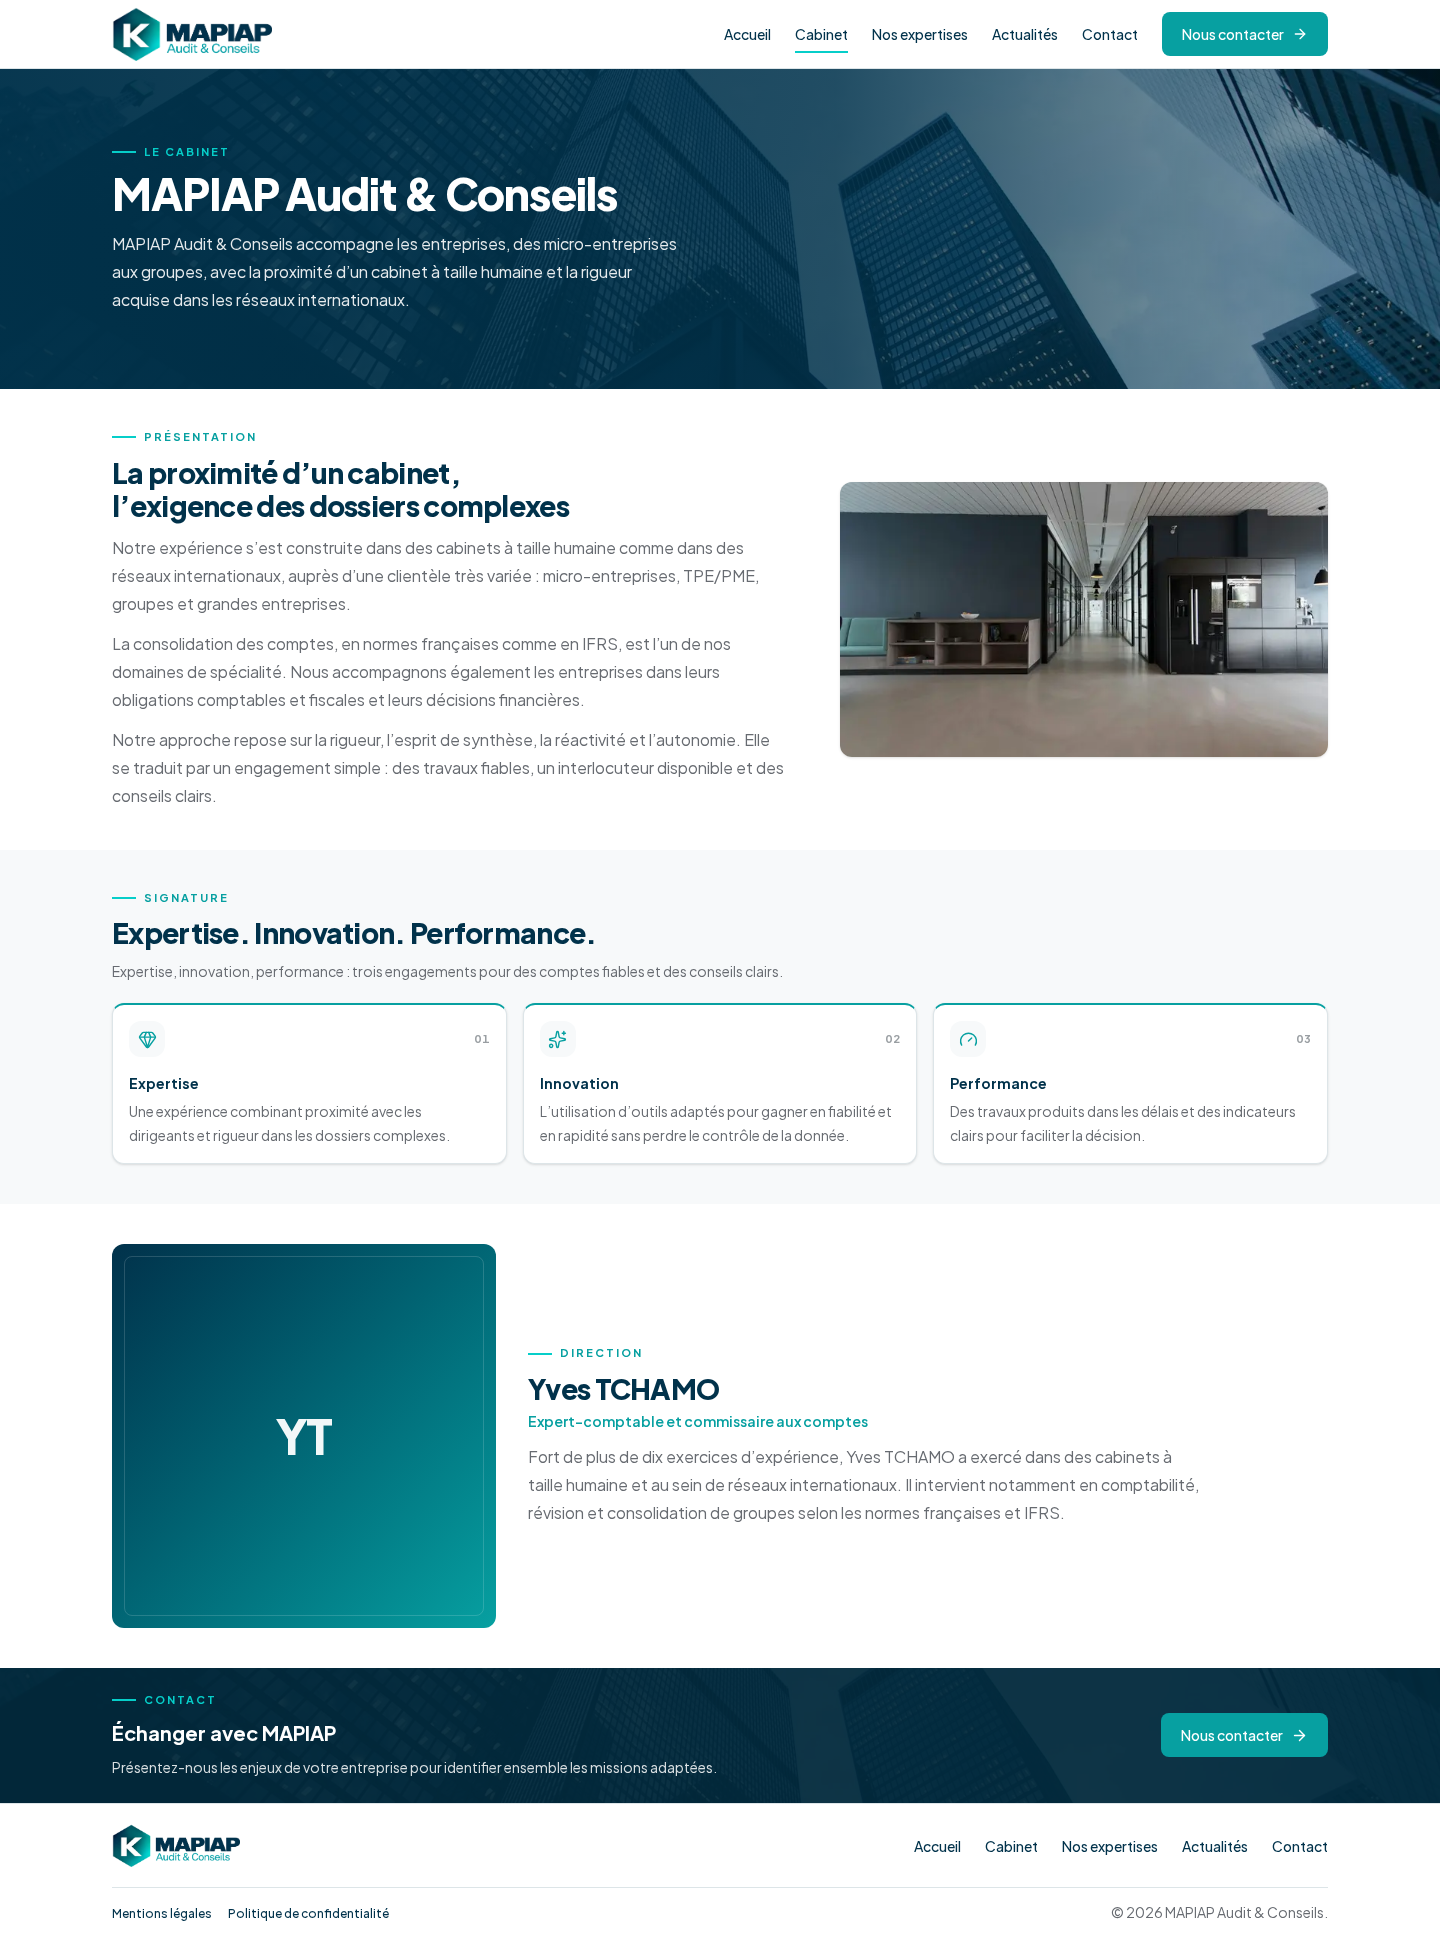 MAPIAP
Audit & Conseils
Accueil
Cabinet
Nos expertises
Actualités
Contact
Nous contacter
LE CABINET
MAPIAP Audit & Conseils
MAPIAP Audit & Conseils accompagne les entreprises, des micro-entreprises
aux groupes, avec la proximité d’un cabinet à taille humaine et la rigueur
acquise dans les réseaux internationaux.
PRÉSENTATION
La proximité d’un cabinet,
l’exigence des dossiers complexes
Notre expérience s’est construite dans des cabinets à taille humaine comme dans des
réseaux internationaux, auprès d’une clientèle très variée : micro-entreprises, TPE/PME,
groupes et grandes entreprises.
La consolidation des comptes, en normes françaises comme en IFRS, est l’un de nos
domaines de spécialité. Nous accompagnons également les entreprises dans leurs
obligations comptables et fiscales et leurs décisions financières.
Notre approche repose sur la rigueur, l’esprit de synthèse, la réactivité et l’autonomie. Elle
se traduit par un engagement simple : des travaux fiables, un interlocuteur disponible et des
conseils clairs.
SIGNATURE
Expertise. Innovation. Performance.
Expertise, innovation, performance : trois engagements pour des comptes fiables et des conseils clairs.
01
Expertise
Une expérience combinant proximité avec les
dirigeants et rigueur dans les dossiers complexes.
02
Innovation
L’utilisation d’outils adaptés pour gagner en fiabilité et
en rapidité sans perdre le contrôle de la donnée.
03
Performance
Des travaux produits dans les délais et des indicateurs
clairs pour faciliter la décision.
YT
DIRECTION
Yves TCHAMO
Expert-comptable et commissaire aux comptes
Fort de plus de dix exercices d’expérience, Yves TCHAMO a exercé dans des cabinets à
taille humaine et au sein de réseaux internationaux. Il intervient notamment en comptabilité,
révision et consolidation de groupes selon les normes françaises et IFRS.
CONTACT
Échanger avec MAPIAP
Présentez-nous les enjeux de votre entreprise pour identifier ensemble les missions adaptées.
Nous contacter
MAPIAP
Audit & Conseils
Accueil
Cabinet
Nos expertises
Actualités
Contact
Mentions légales
Politique de confidentialité
© 2026 MAPIAP Audit & Conseils.